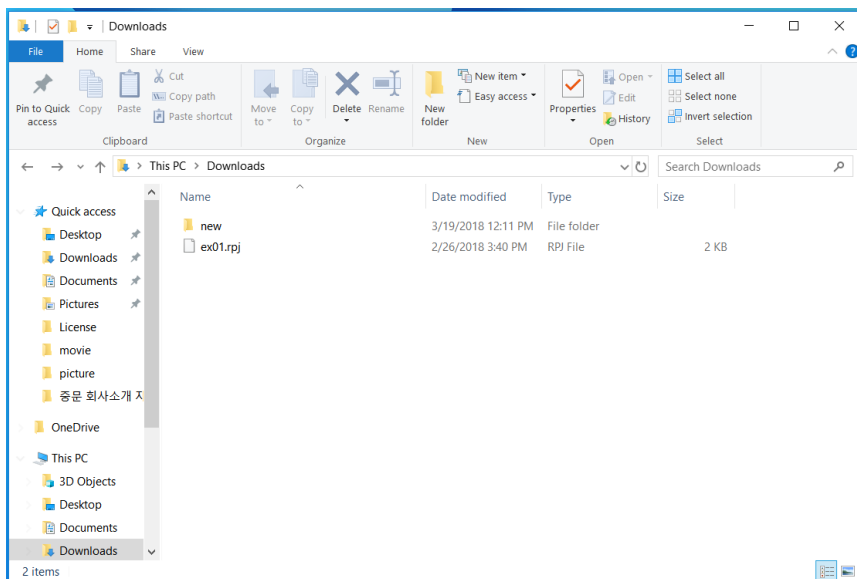 Downloads
File Home Share View
Pin to Quick access
Copy
Paste
Cut
Copy path
Paste shortcut
Clipboard
Move to
Copy to
Delete
Rename
Organize
New folder
New item
Easy access
New
Properties
Open
Edit
History
Open
Select all
Select none
Invert selection
Select
This PC > Downloads
Search Downloads
Name Date modified Type Size
new 3/19/2018 12:11 PM File folder
ex01.rpj 2/26/2018 3:40 PM RPJ File 2 KB
Quick access
Desktop
Downloads
Documents
Pictures
License
movie
picture
중문 회사소개
OneDrive
This PC
3D Objects
Desktop
Documents
Downloads
2 items